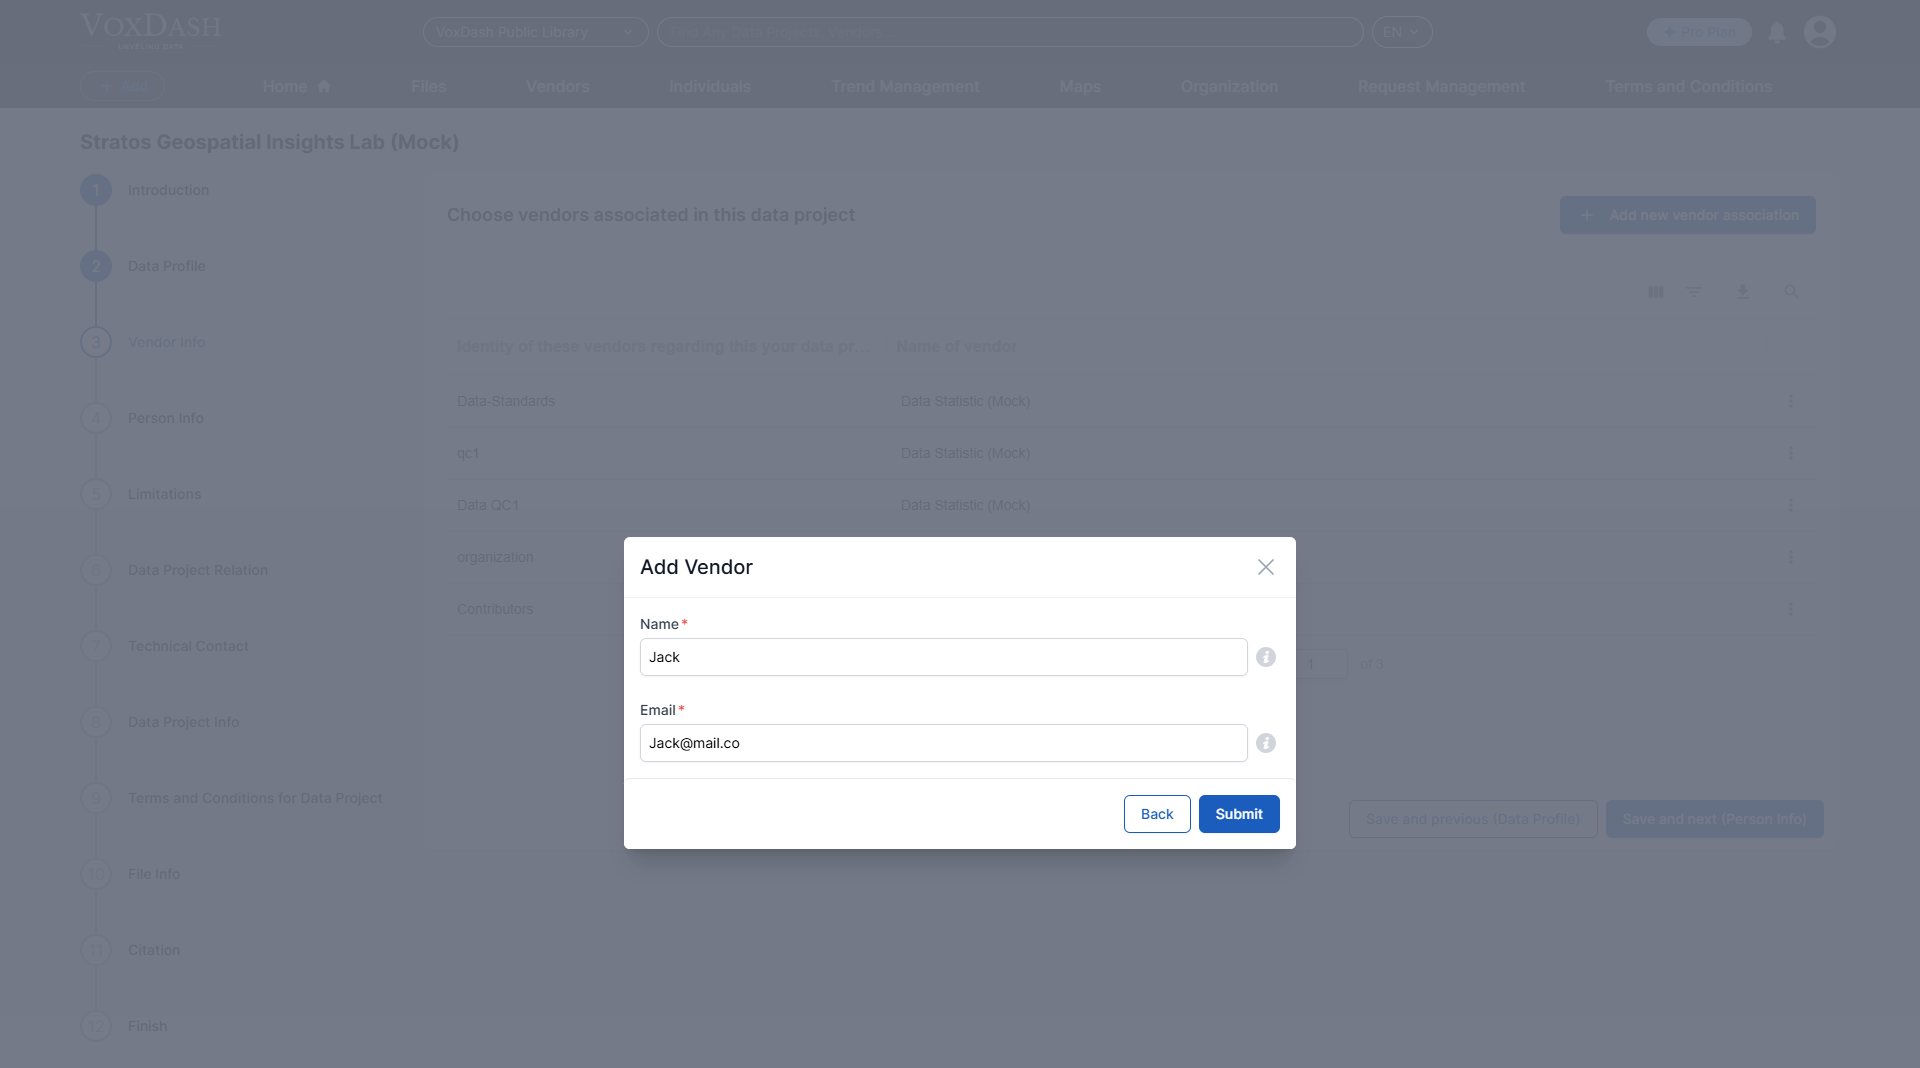 VOXDASH
VoxDash Public Library
EN
Pro Plan
Add
Home
Files
Vendors
Individuals
Trend Management
Maps
Organization
Request Management
Terms and Conditions
Stratos Geospatial Insights Lab (Mock)
1 Introduction
2 Data Profile
3 Vendor Info
4 Person Info
5 Limitations
6 Data Project Relation
7 Technical Contact
8 Data Project Info
9 Terms and Conditions for Data Project
10 File Info
11 Citation
12 Finish
Choose vendors associated in this data project
+ Add new vendor association
Identity of these vendors regarding this your data pr... Name of vendor
Data-Standards Data Statistic (Mock)
qc1 Data Statistic (Mock)
Data QC1 Data Statistic (Mock)
organization
Contributors
1 of 3
Save and previous (Data Profile)
Save and next (Person Info)
Add Vendor
Name*
Jack
Email*
Jack@mail.co
Back
Submit